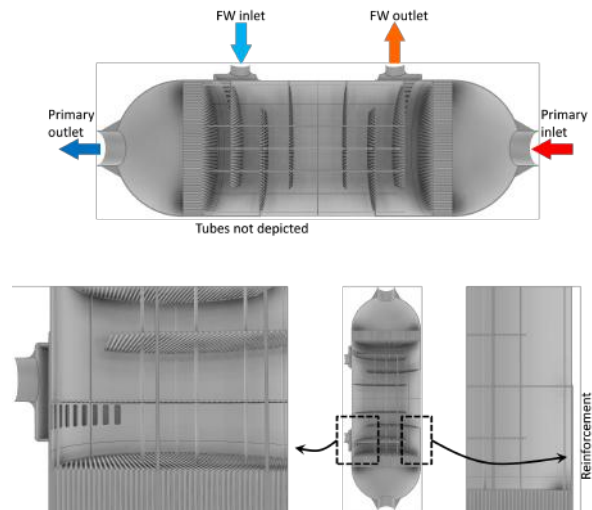 FW inlet
FW outlet
Primary
outlet
Primary
inlet
Tubes not depicted
Reinforcement